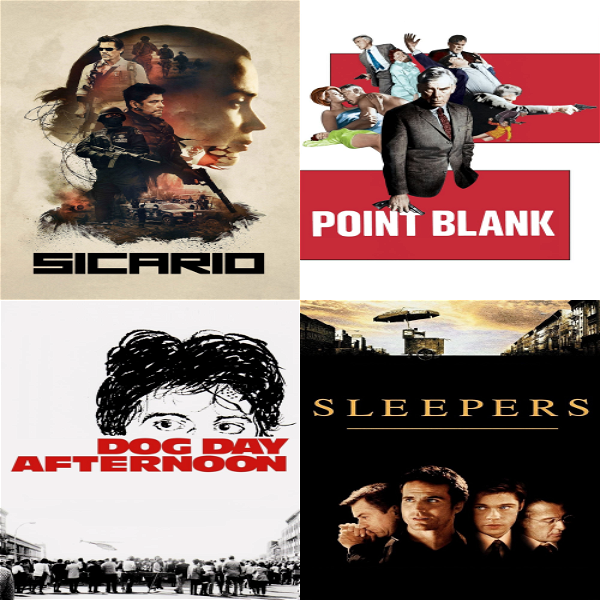 SICARIO
POINT BLANK
DOG DAY
AFTERNOON
SLEEPERS